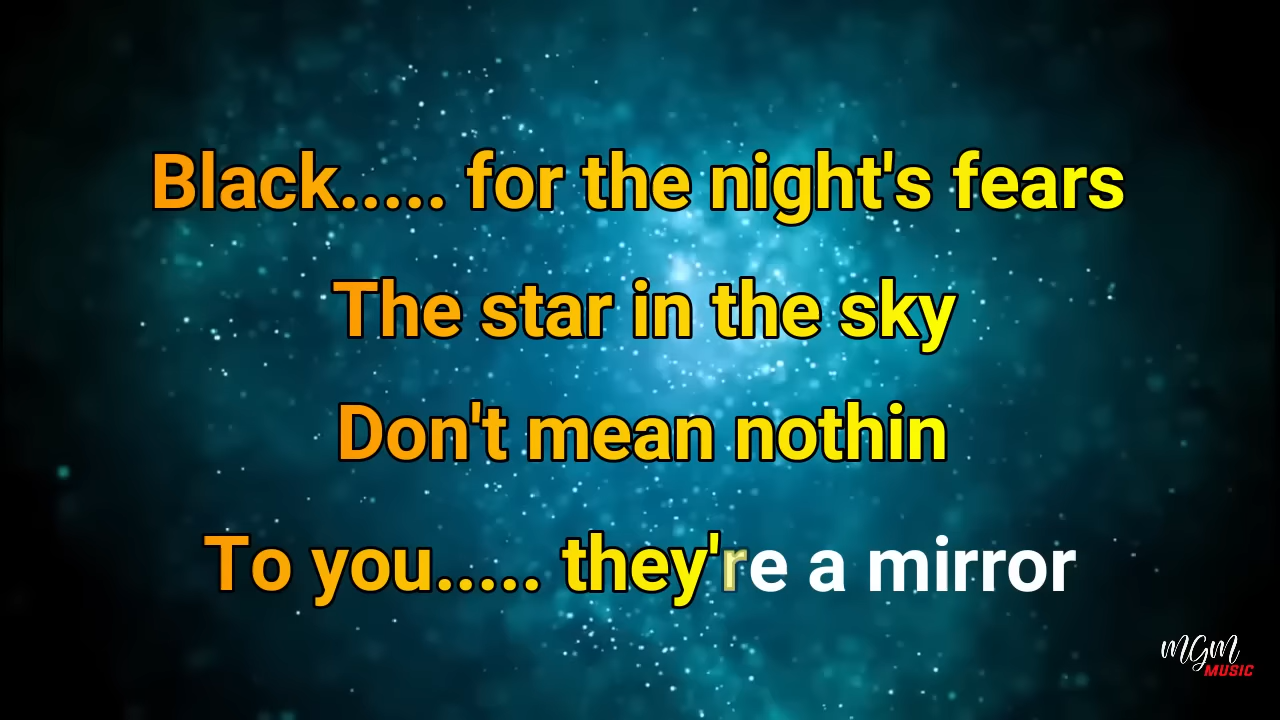 Black..... for the night's fears
The star in the sky
Don't mean nothin
To you..... they're a mirror
MGM
MUSIC